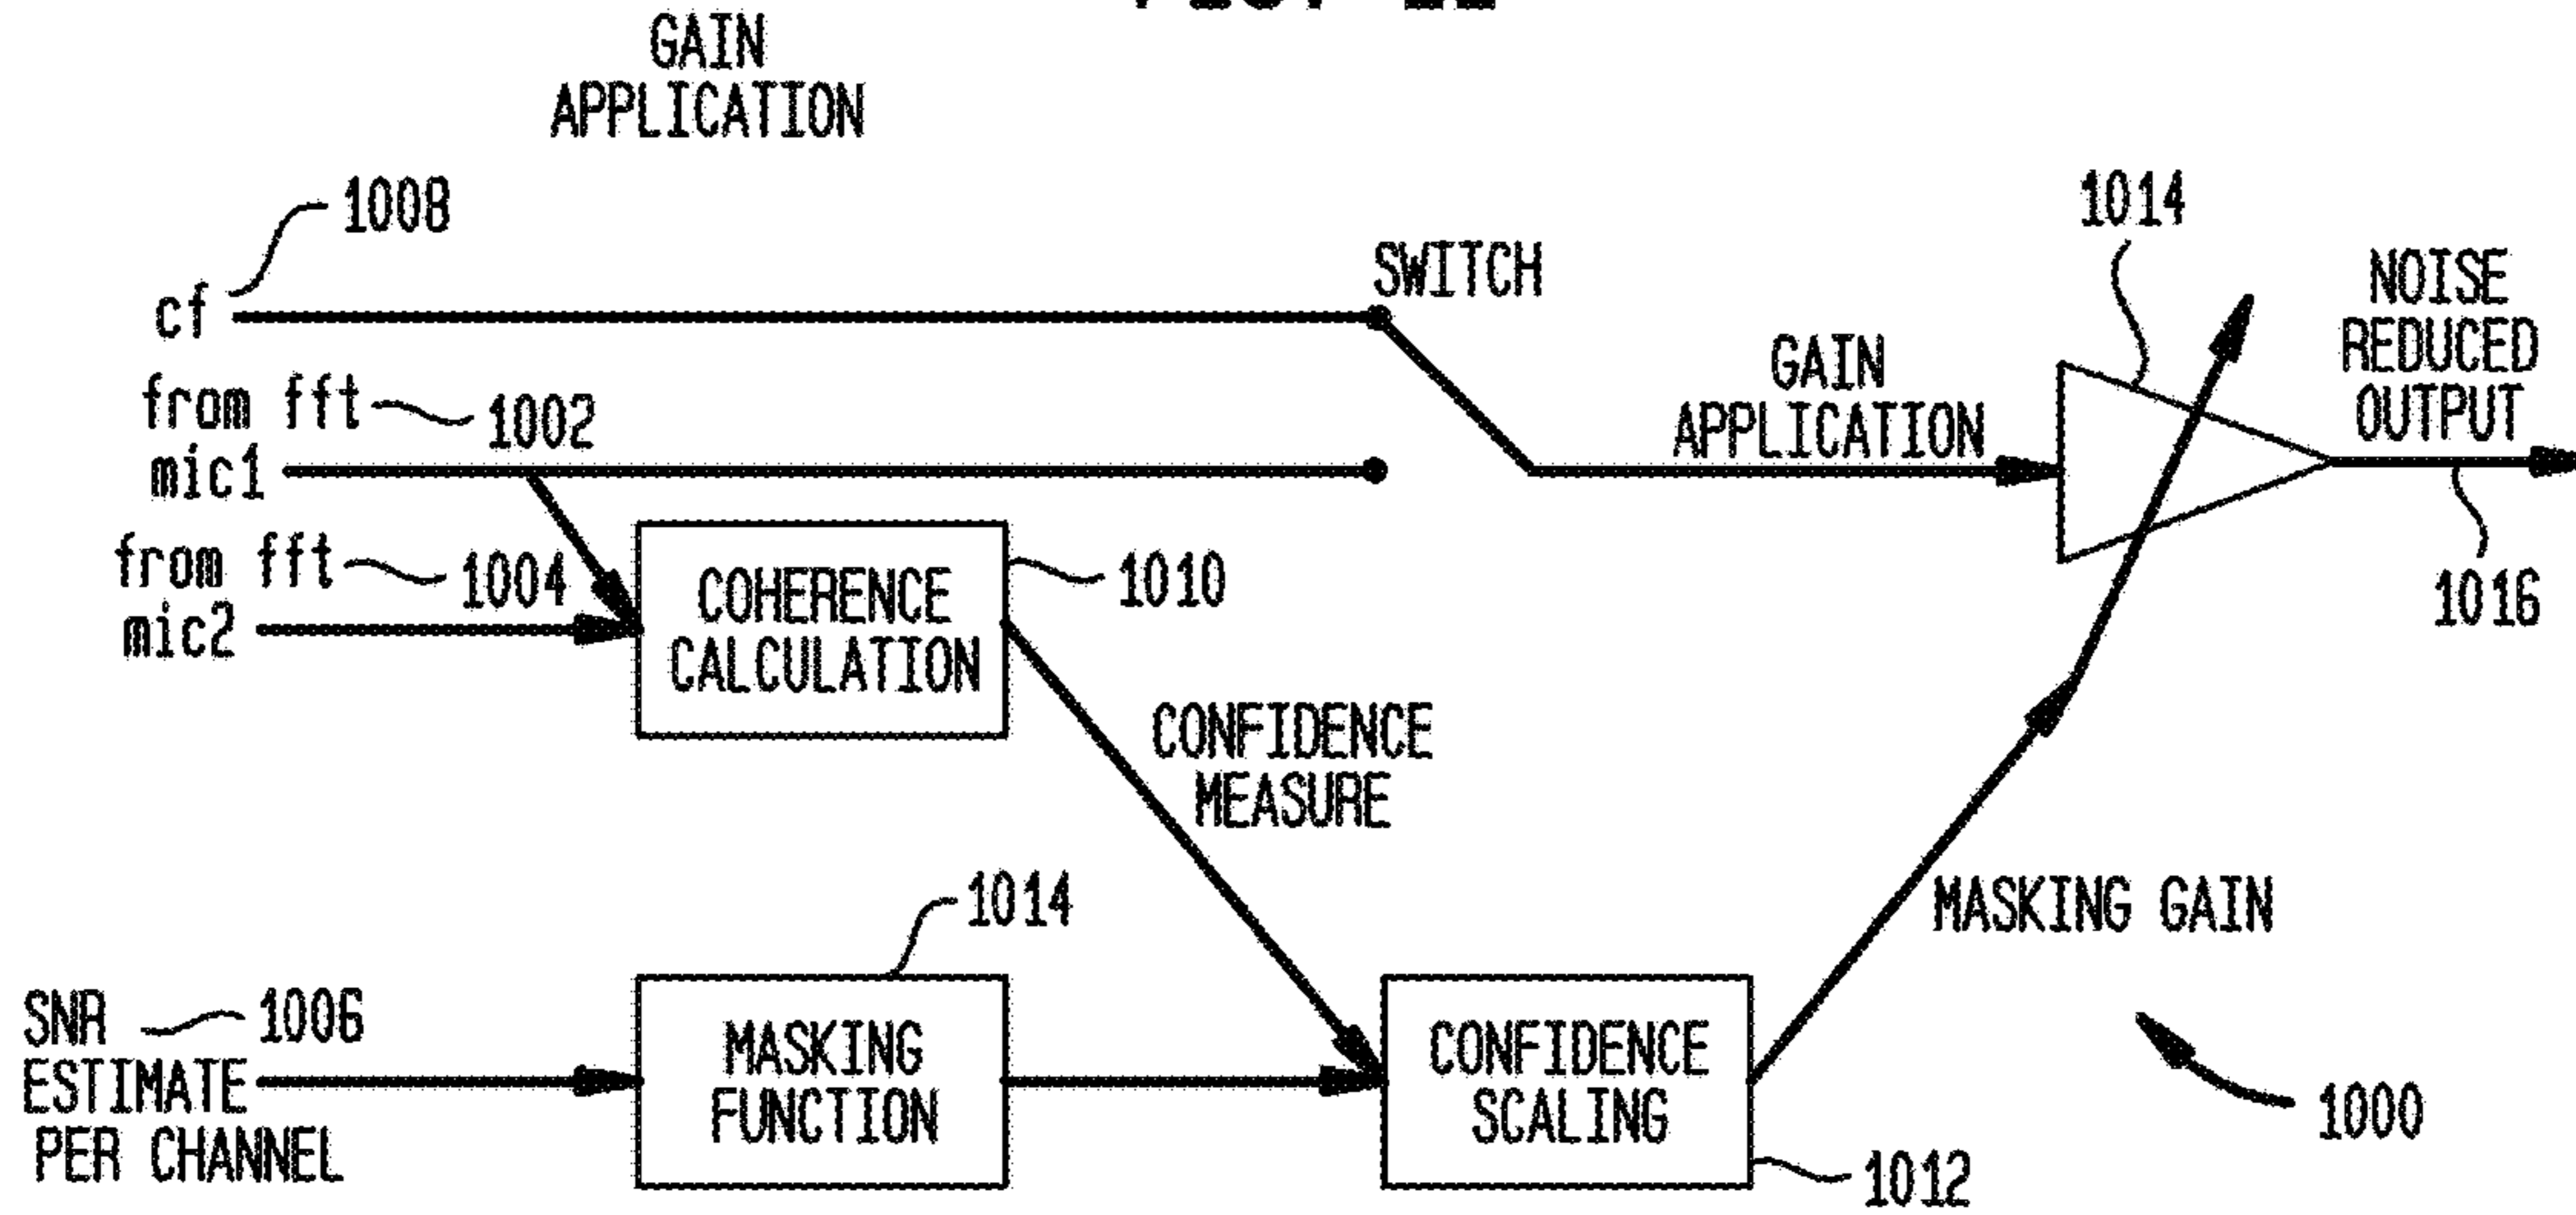 GAIN
APPLICATION
1008
cf
SWITCH
1014
NOISE
REDUCED
OUTPUT
from fft
1002
mic1
GAIN
APPLICATION
from fft
1004
mic2
COHERENCE
CALCULATION
1010
1016
CONFIDENCE
MEASURE
1014
MASKING GAIN
SNR
1006
ESTIMATE
PER CHANNEL
MASKING
FUNCTION
CONFIDENCE
SCALING
1012
1000